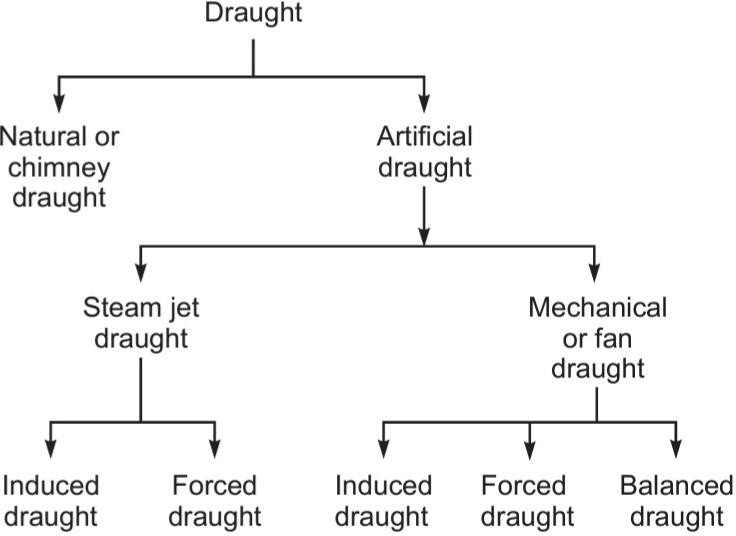 Draught
Natural or
chimney
draught
Artificial
draught
Steam jet
draught
Mechanical
or fan
draught
Induced
draught
Forced
draught
Induced
draught
Forced
draught
Balanced
draught